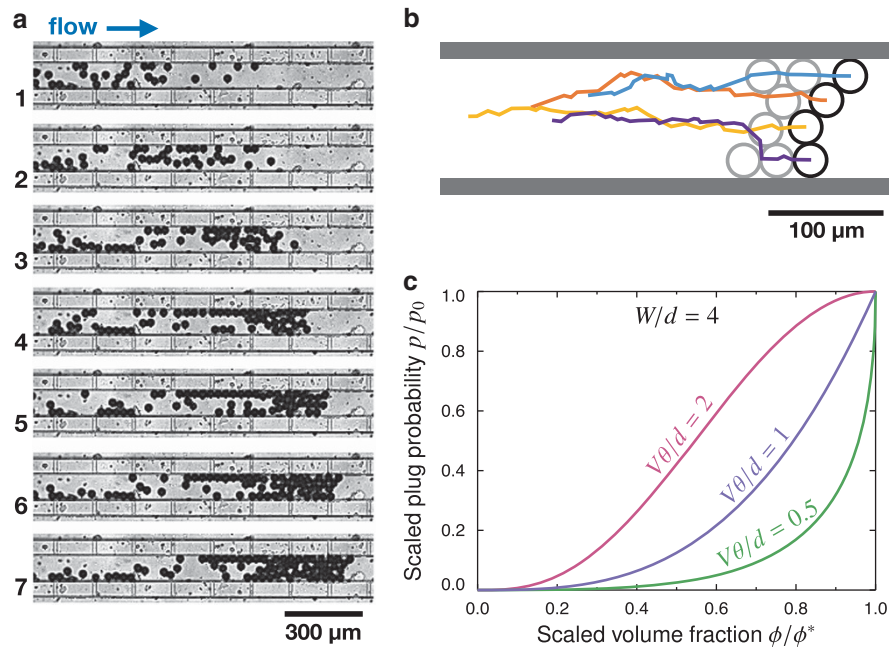 a
flow
1
2
3
4
5
6
7
300 µm
b
100 µm
c
Scaled plug probability p/p₀
1.0
0.8
0.6
0.4
0.2
0.0
W/d = 4
Vθ/d = 2
Vθ/d = 1
Vθ/d = 0.5
0.0 0.2 0.4 0.6 0.8 1.0
Scaled volume fraction ϕ/ϕ*